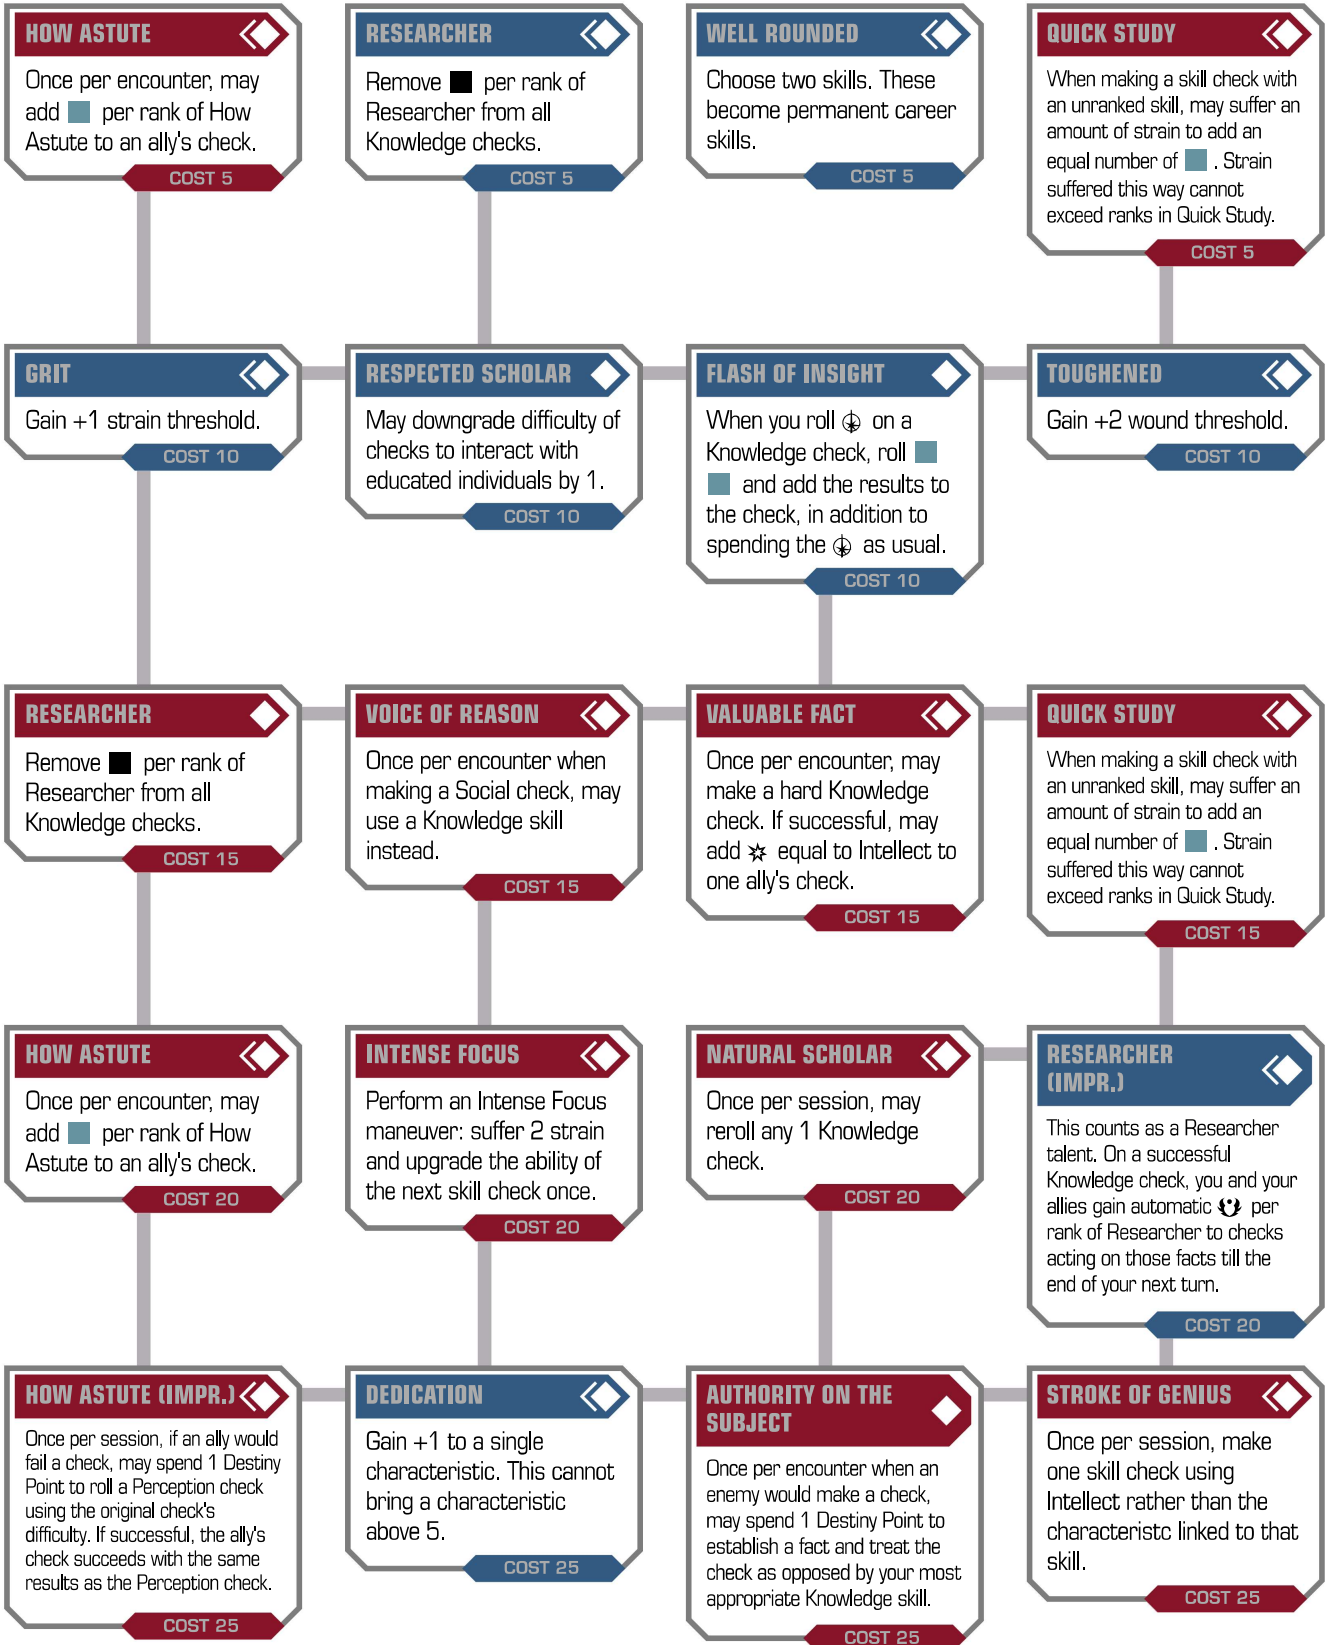 HOW ASTUTE
Once per encounter, may
add per rank of How
Astute to an ally's check.
COST 5
RESEARCHER
Remove per rank of
Researcher from all
Knowledge checks.
COST 5
WELL ROUNDED
Choose two skills. These
become permanent career
skills.
COST 5
QUICK STUDY
When making a skill check with
an unranked skill, may suffer an
amount of strain to add an
equal number of . Strain
suffered this way cannot
exceed ranks in Quick Study.
COST 5
GRIT
Gain +1 strain threshold.
COST 10
RESPECTED SCHOLAR
May downgrade difficulty of
checks to interact with
educated individuals by 1.
COST 10
FLASH OF INSIGHT
When you roll on a
Knowledge check, roll
and add the results to
the check, in addition to
spending the as usual.
COST 10
TOUGHENED
Gain +2 wound threshold.
COST 10
RESEARCHER
Remove per rank of
Researcher from all
Knowledge checks.
COST 15
VOICE OF REASON
Once per encounter when
making a Social check, may
use a Knowledge skill
instead.
COST 15
VALUABLE FACT
Once per encounter, may
make a hard Knowledge
check. If successful, may
add equal to Intellect to
one ally's check.
COST 15
QUICK STUDY
When making a skill check with
an unranked skill, may suffer an
amount of strain to add an
equal number of . Strain
suffered this way cannot
exceed ranks in Quick Study.
COST 15
HOW ASTUTE
Once per encounter, may
add per rank of How
Astute to an ally's check.
COST 20
INTENSE FOCUS
Perform an Intense Focus
maneuver: suffer 2 strain
and upgrade the ability of
the next skill check once.
COST 20
NATURAL SCHOLAR
Once per session, may
reroll any 1 Knowledge
check.
COST 20
RESEARCHER
(IMPR.)
This counts as a Researcher
talent. On a successful
Knowledge check, you and your
allies gain automatic per
rank of Researcher to checks
acting on those facts till the
end of your next turn.
COST 20
HOW ASTUTE (IMPR.)
Once per session, if an ally would
fail a check, may spend 1 Destiny
Point to roll a Perception check
using the original check's
difficulty. If successful, the ally's
check succeeds with the same
results as the Perception check.
COST 25
DEDICATION
Gain +1 to a single
characteristic. This cannot
bring a characteristic
above 5.
COST 25
AUTHORITY ON THE
SUBJECT
Once per encounter when an
enemy would make a check,
may spend 1 Destiny Point to
establish a fact and treat the
check as opposed by your most
appropriate Knowledge skill.
COST 25
STROKE OF GENIUS
Once per session, make
one skill check using
Intellect rather than the
characteristc linked to that
skill.
COST 25